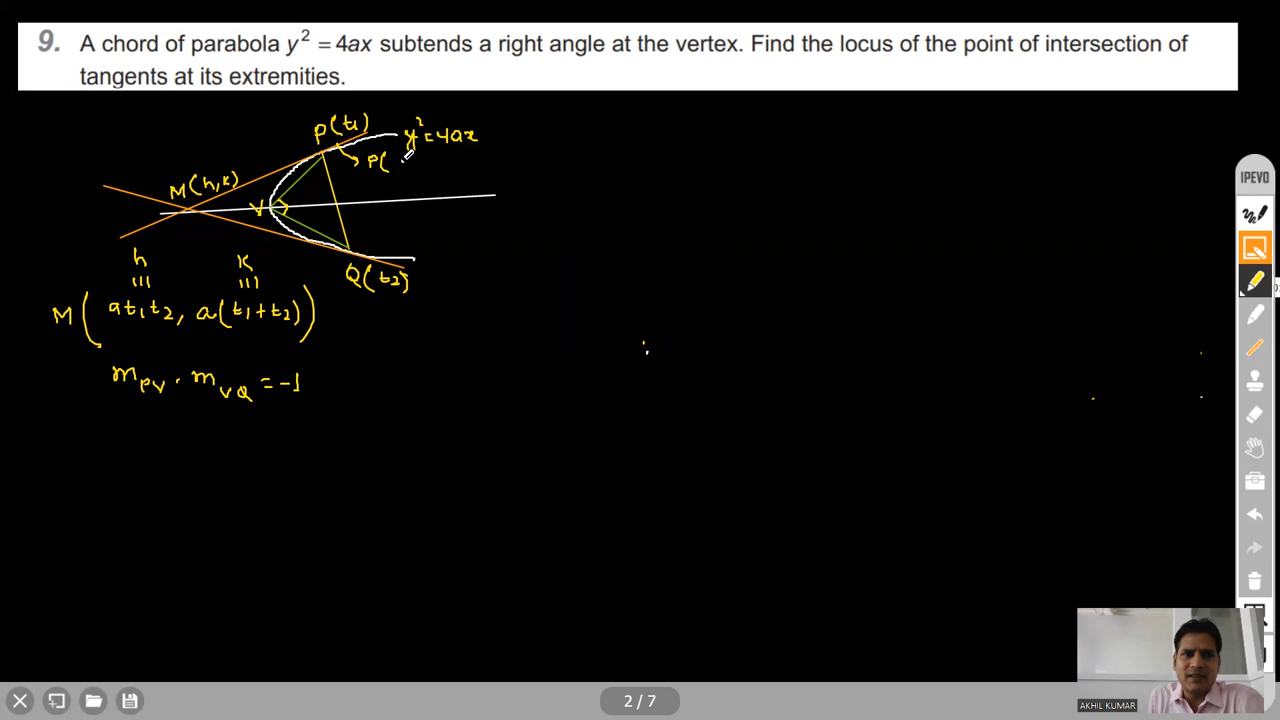 9. A chord of parabola y² = 4ax subtends a right angle at the vertex. Find the locus of the point of intersection of
tangents at its extremities.
P(t1)
y² = 4ax
P(
M(h,k)
V
Q(t2)
h k
M(at1t2, a(t1+t2))
mPV . mVQ = -1
IPEVO
2 / 7
AKHIL KUMAR